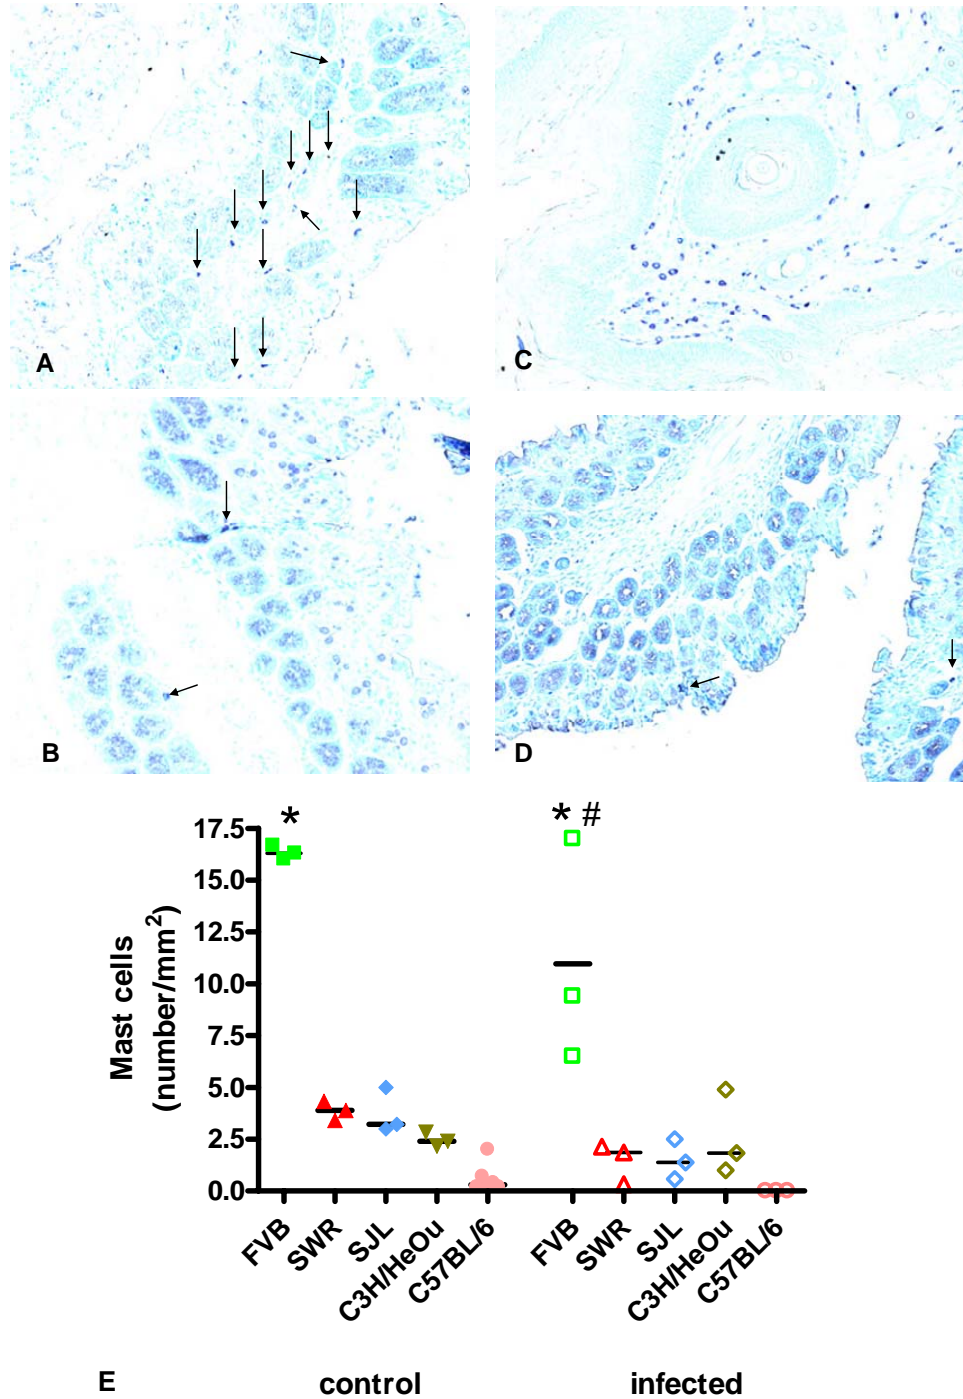 A
C
B
D
* * #
17.5
15.0
12.5
10.0
7.5
5.0
2.5
0.0
Mast cells
(number/mm²)
FVB SWR SJL C3H/HeOu C57BL/6 FVB SWR SJL C3H/HeOu C57BL/6
E control infected